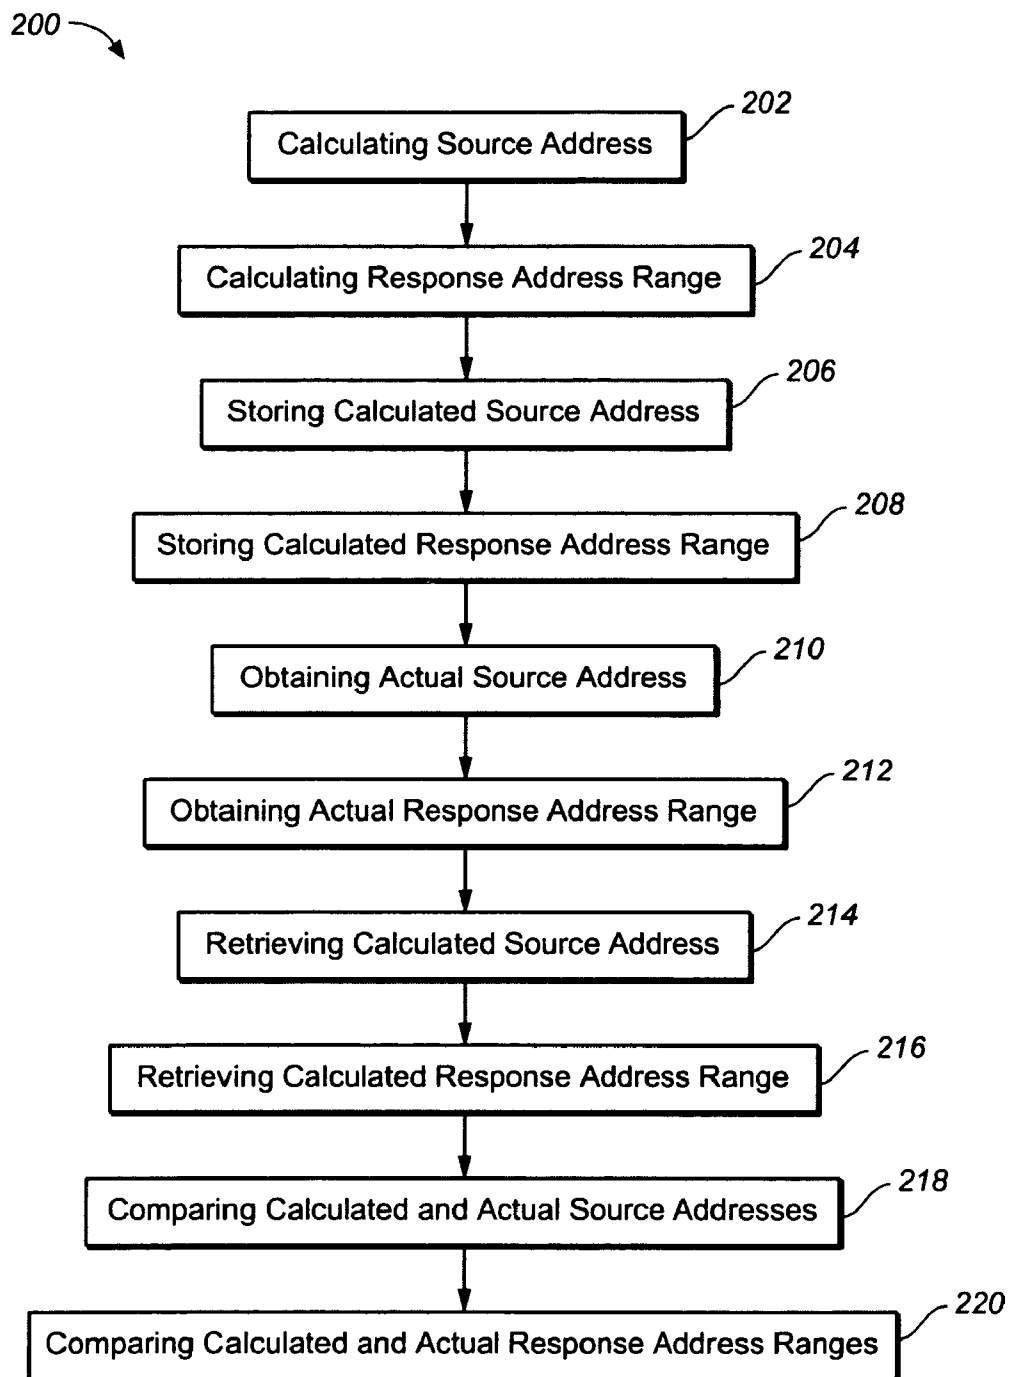 200
202
Calculating Source Address
204
Calculating Response Address Range
206
Storing Calculated Source Address
208
Storing Calculated Response Address Range
210
Obtaining Actual Source Address
212
Obtaining Actual Response Address Range
214
Retrieving Calculated Source Address
216
Retrieving Calculated Response Address Range
218
Comparing Calculated and Actual Source Addresses
220
Comparing Calculated and Actual Response Address Ranges